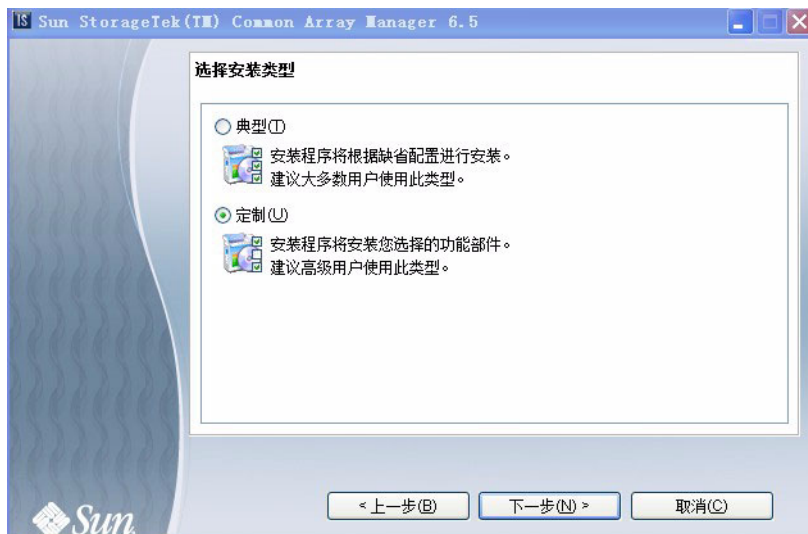 Sun StorageTek(TM) Common Array Manager 6.5
选择安装类型
典型(T)
安装程序将根据缺省配置进行安装。
建议大多数用户使用此类型。
定制(U)
安装程序将安装您选择的功能部件。
建议高级用户使用此类型。
<上一步(B)
下一步(N)>
取消(C)
Sun